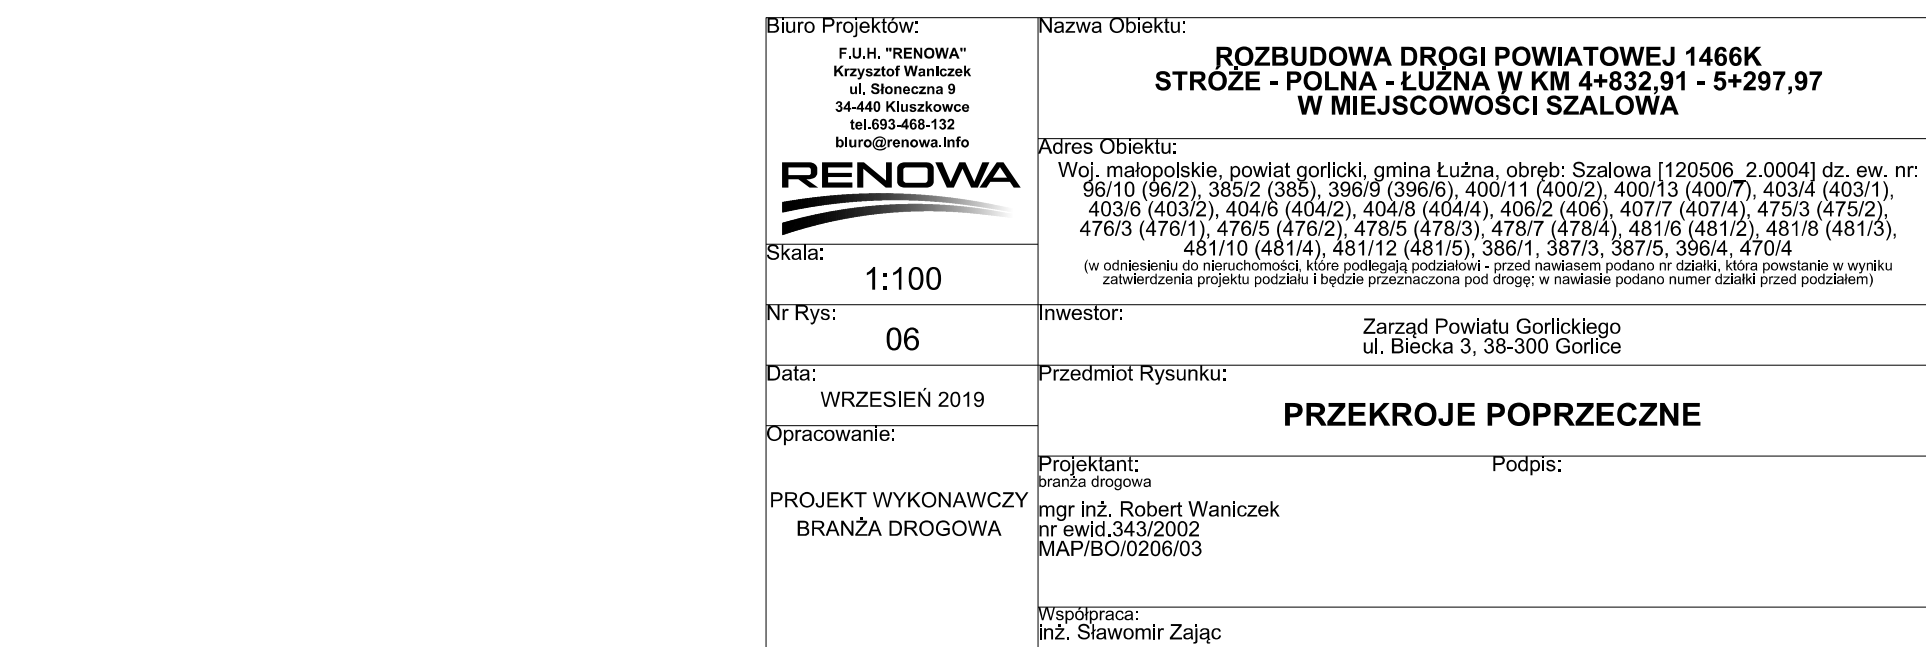 Biuro Projektów:
F.U.H. "RENOWA"
Krzysztof Waniczek
ul. Słoneczna 9
34-440 Kluszkowce
tel.693-468-132
biuro@renowa.info
RENOWA
Skala:
1:100
Nr Rys:
06
Data:
WRZESIEŃ 2019
Opracowanie:
PROJEKT WYKONAWCZY
BRANŻA DROGOWA
Nazwa Obiektu:
ROZBUDOWA DROGI POWIATOWEJ 1466K
STRÓŻE - POLNA - ŁUŻNA W KM 4+832,91 - 5+297,97
W MIEJSCOWOŚCI SZALOWA
Adres Obiektu:
Woj. małopolskie, powiat gorlicki, gmina Łużna, obręb: Szalowa [120506_2.0004] dz. ew. nr:
96/10 (96/2), 385/2 (385), 396/9 (396/6), 400/11 (400/2), 400/13 (400/7), 403/4 (403/1),
403/6 (403/2), 404/6 (404/2), 404/8 (404/4), 406/2 (406), 407/7 (407/4), 475/3 (475/2),
476/3 (476/1), 476/5 (476/2), 478/5 (478/3), 478/7 (478/4), 481/6 (481/2), 481/8 (481/3),
481/10 (481/4), 481/12 (481/5), 386/1, 387/3, 387/5, 396/4, 470/4
(w odniesieniu do nieruchomości, które podlegają podziałowi - przed nawiasem podano nr działki, która powstanie w wyniku
zatwierdzenia projektu podziału i będzie przeznaczona pod drogę; w nawiasie podano numer działki przed podziałem)
Inwestor:
Zarząd Powiatu Gorlickiego
ul. Biecka 3, 38-300 Gorlice
Przedmiot Rysunku:
PRZEKROJE POPRZECZNE
Projektant:
branża drogowa
mgr inż. Robert Waniczek
nr ewid.343/2002
MAP/BO/0206/03
Podpis:
Współpraca:
inż. Sławomir Zając